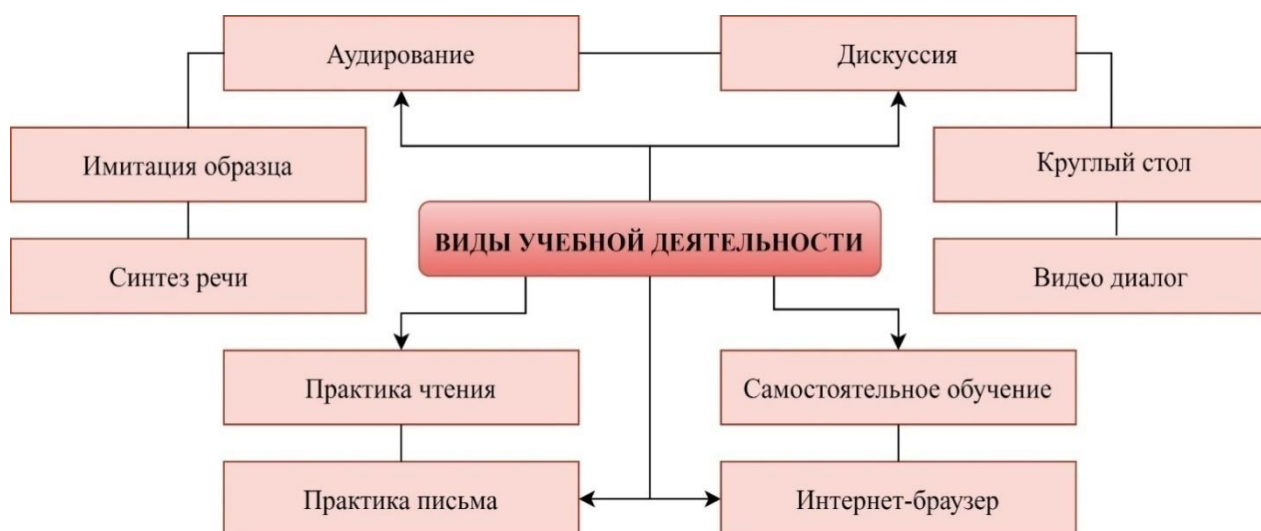 Аудирование
Дискуссия
Имитация образца
Круглый стол
ВИДЫ УЧЕБНОЙ ДЕЯТЕЛЬНОСТИ
Синтез речи
Видео диалог
Практика чтения
Самостоятельное обучение
Практика письма
Интернет-браузер